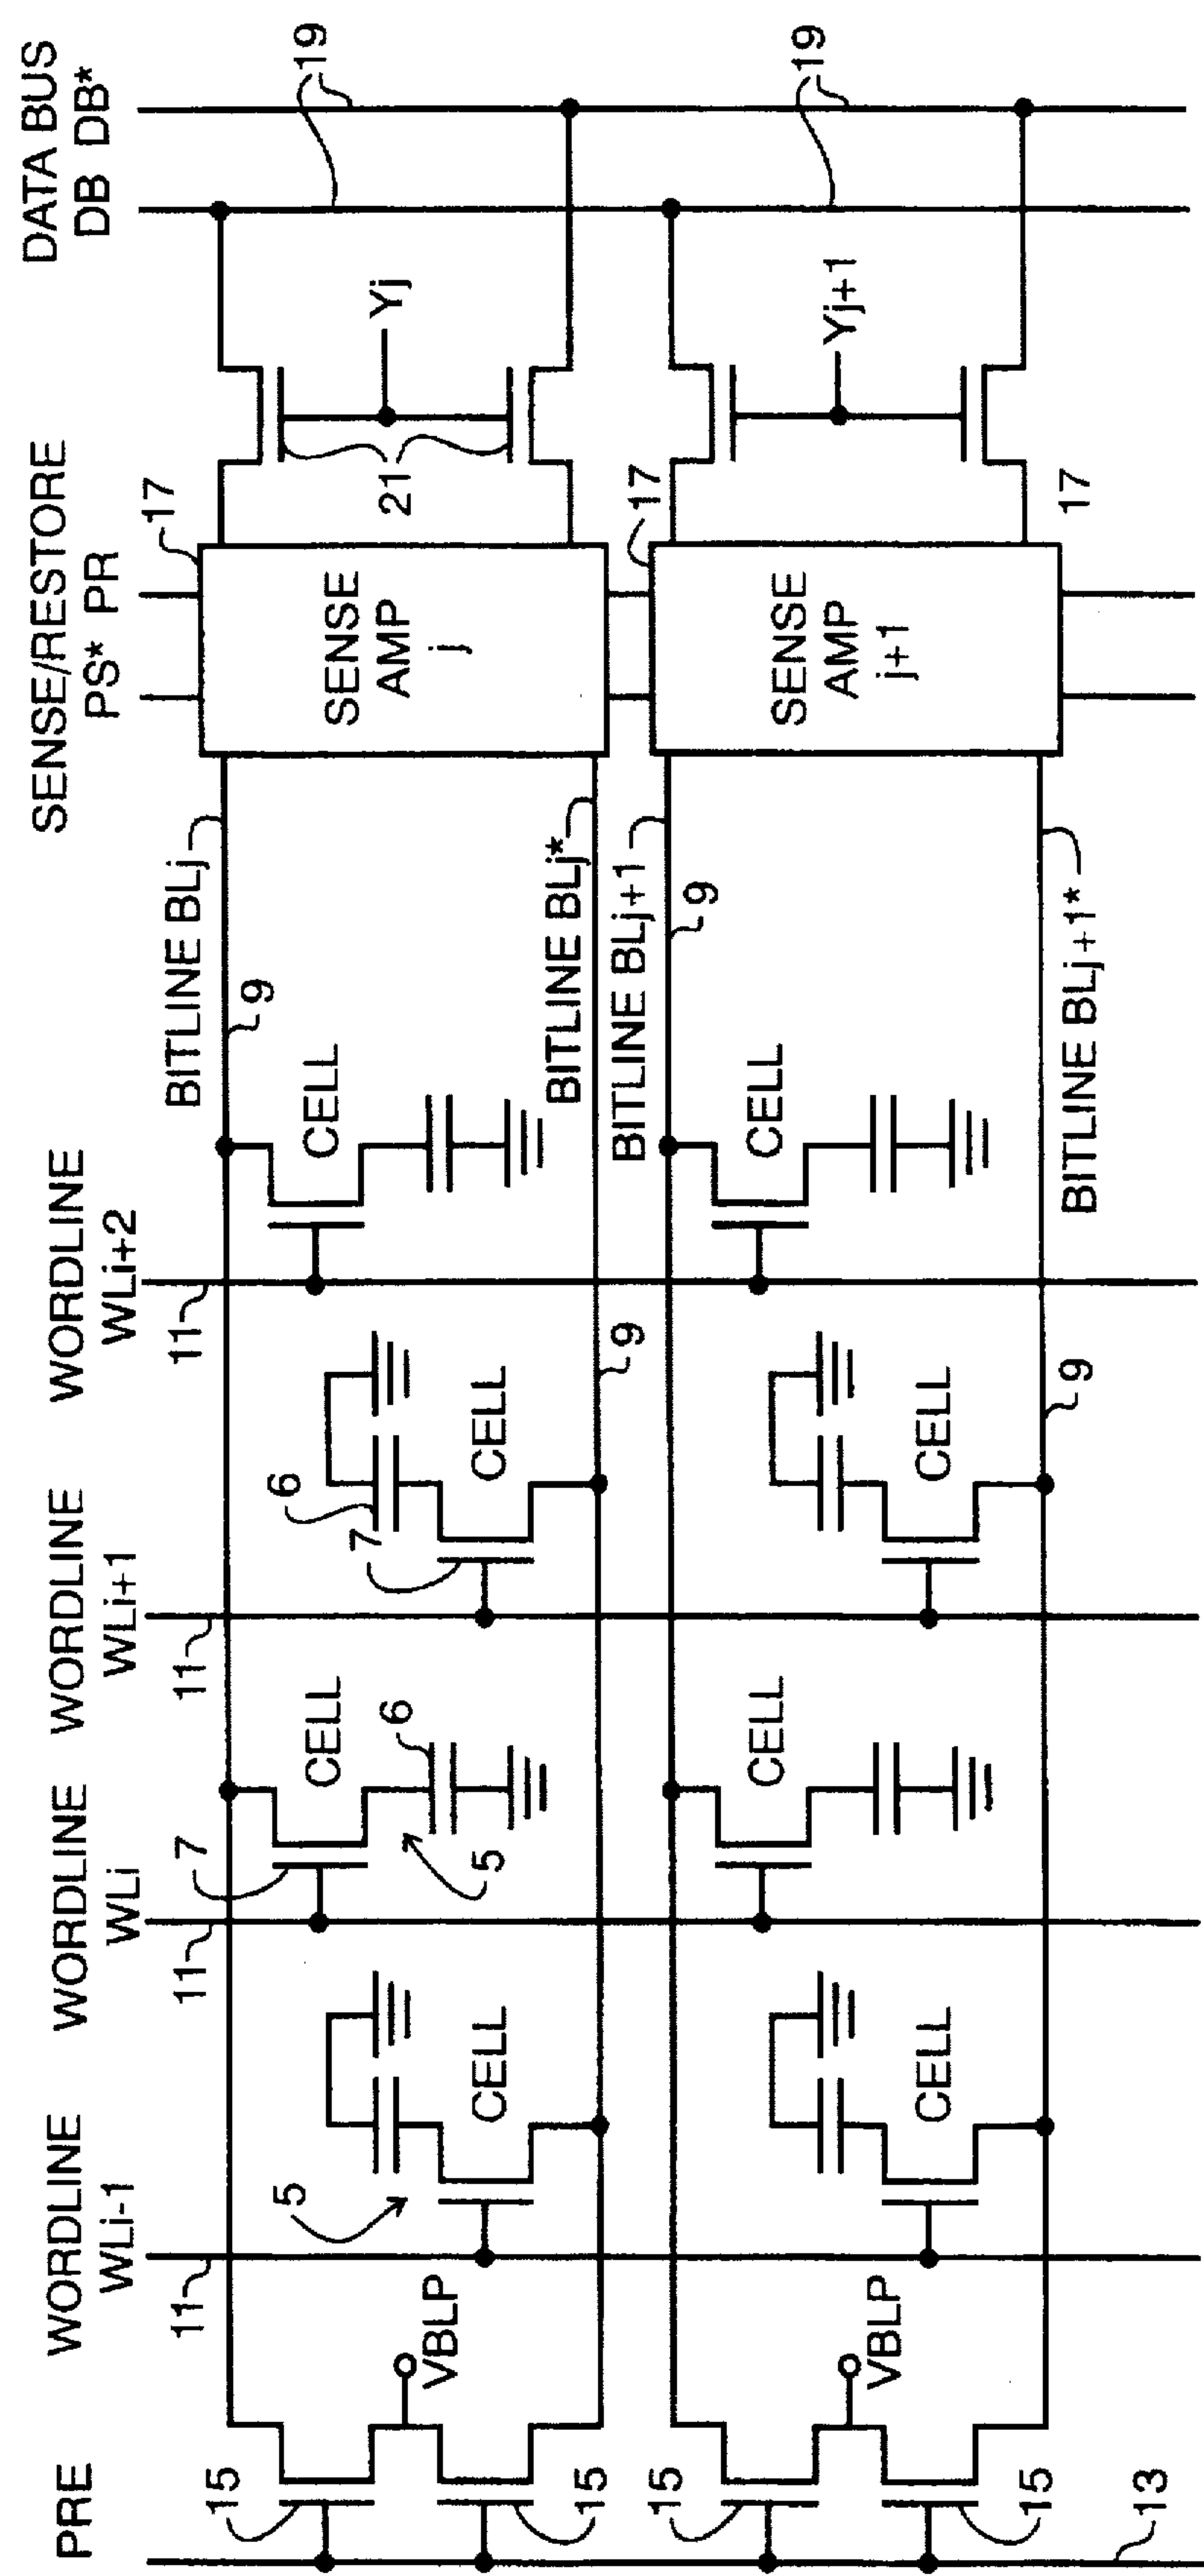 PRE
WORDLINE
WLi-1
WORDLINE
WLi
WORDLINE
WLi+1
WORDLINE
WLi+2
SENSE/RESTORE
PS* PR
DATA BUS
DB DB*
15
15
VBLP
11
5
CELL
11
7
CELL
6
5
11
7
6
CELL
9
11
CELL
9
BITLINE BLj
BITLINE BLj*
17
SENSE
AMP
j
21
Yj
19
15
15
13
VBLP
CELL
CELL
CELL
9
CELL
9
BITLINE BLj+1
BITLINE BLj+1*
17
SENSE
AMP
j+1
17
Yj+1
19